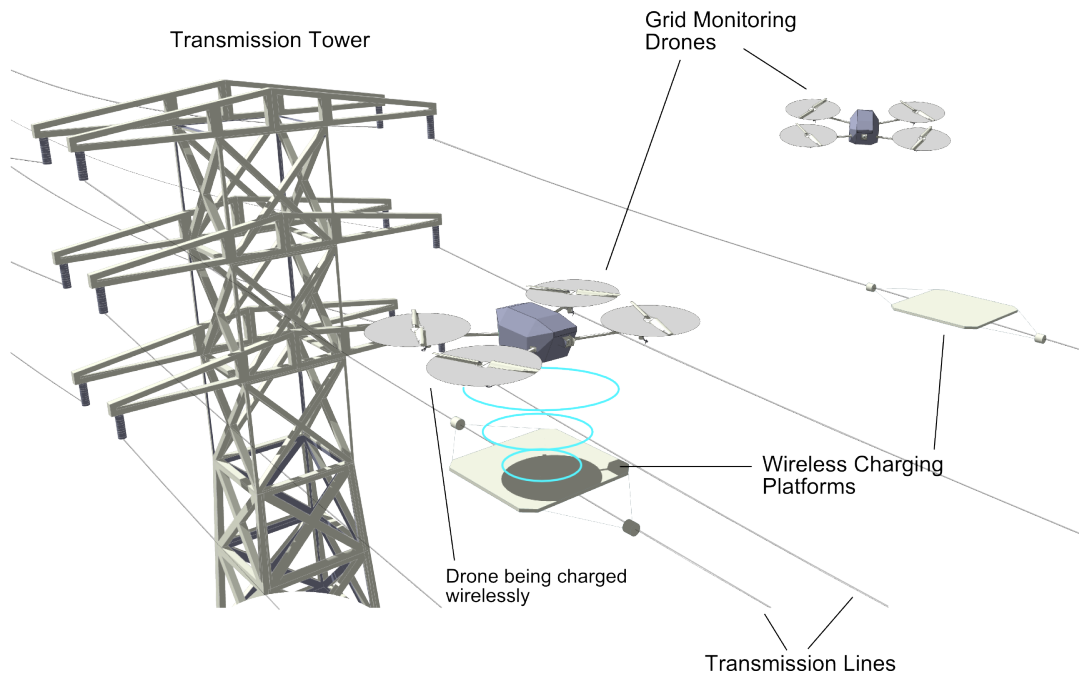 Grid Monitoring
Drones
Transmission Tower
Wireless Charging
Platforms
Drone being charged
wirelessly
Transmission Lines